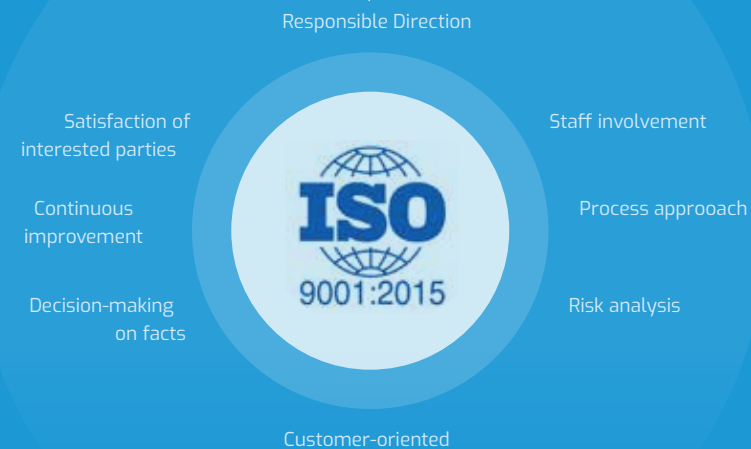 Responsible Direction
Satisfaction of
interested parties
Staff involvement
Continuous
improvement
Process approoach
ISO
9001:2015
Decision-making
on facts
Risk analysis
Customer-oriented